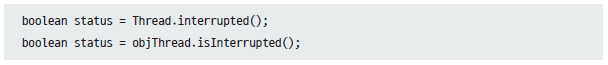 boolean status = Thread.interrupted();
boolean status = objThread.isInterrupted();